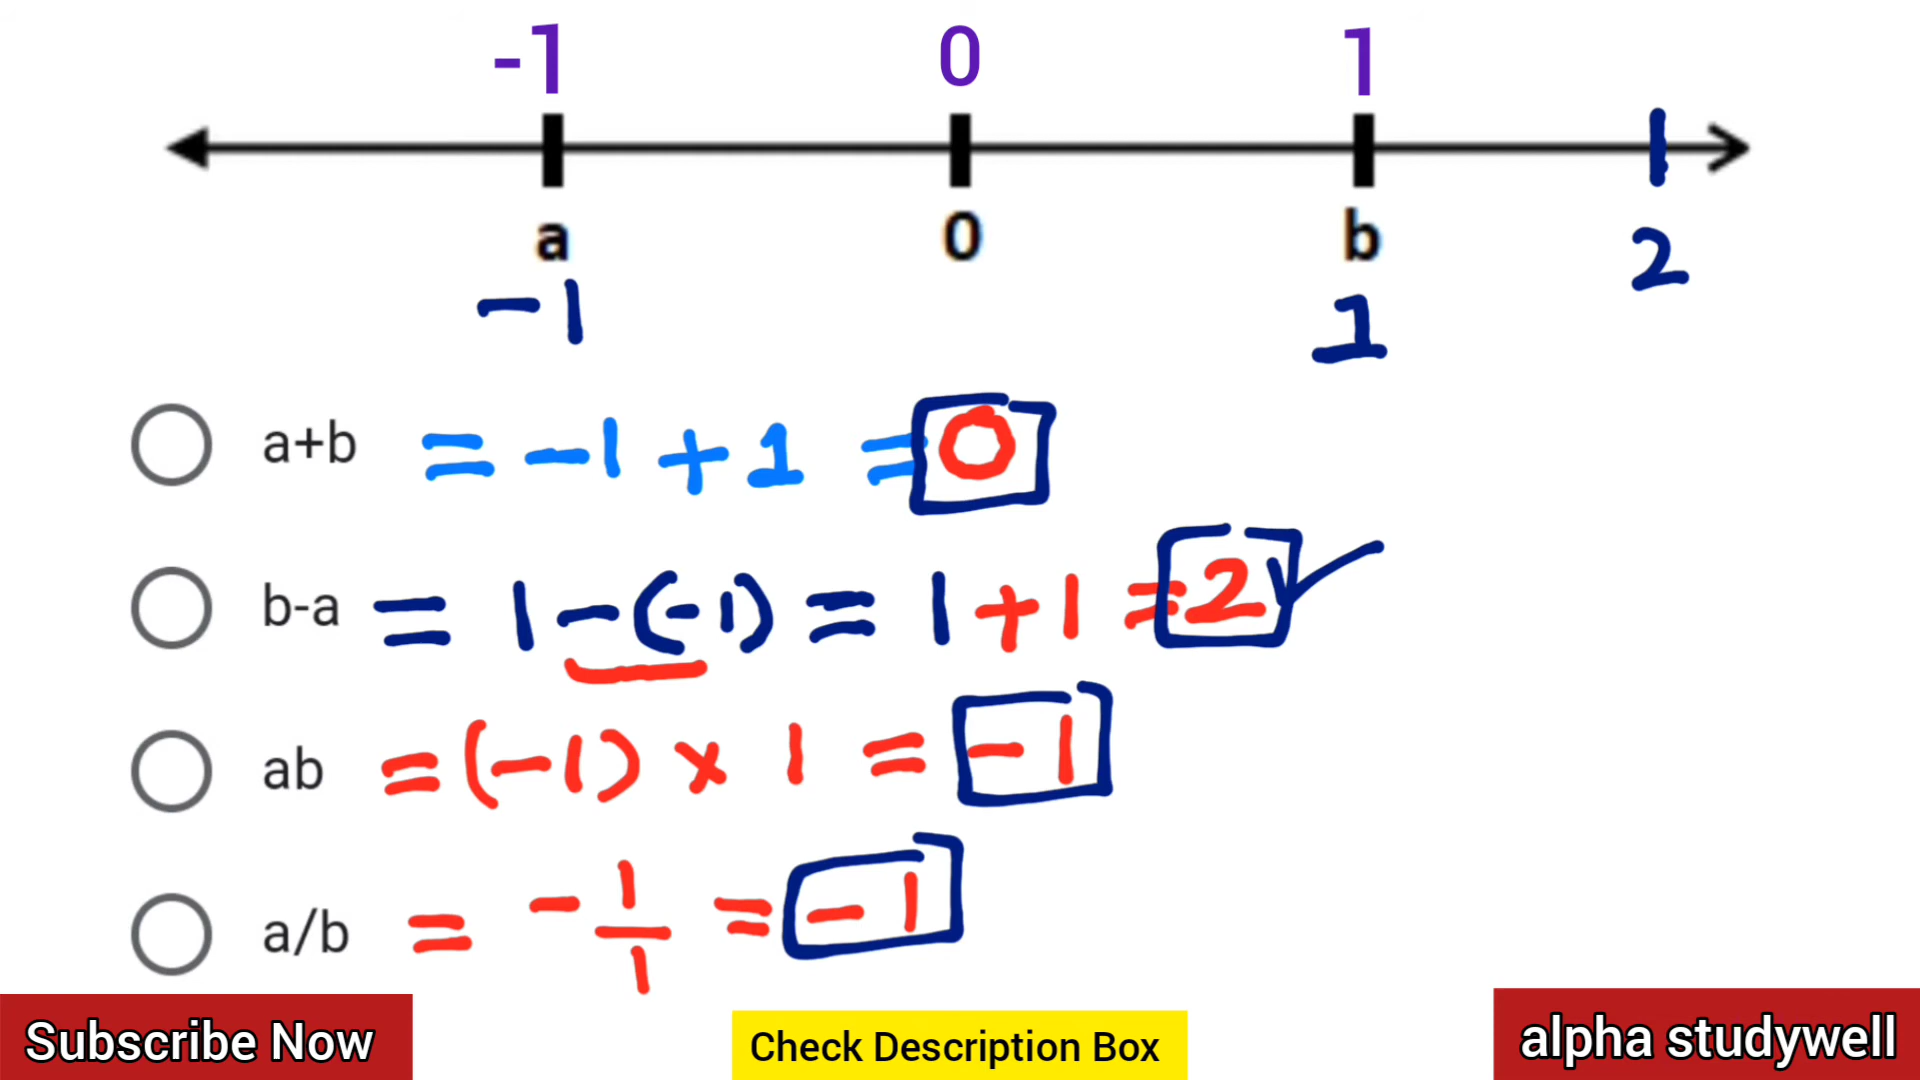 -1 0 1
a 0 b 2
-1 1
a+b = -1 + 1 = 0
b-a = 1 - (-1) = 1 + 1 = 2 ✓
ab = (-1) × 1 = -1
a/b = - 1/1 = -1
Subscribe Now
Check Description Box
alpha studywell